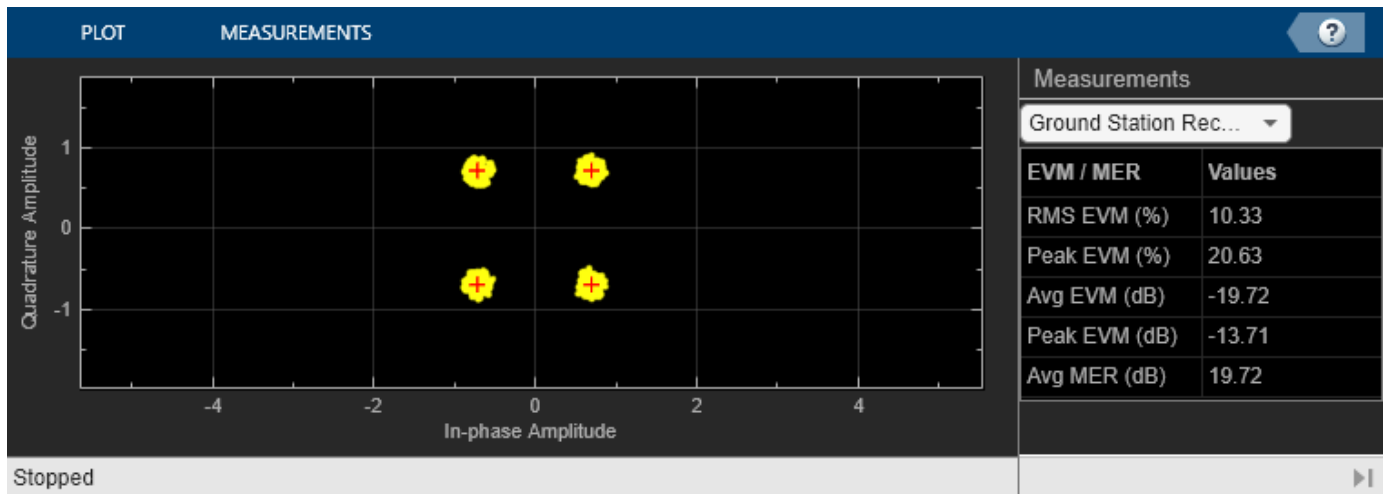 PLOT MEASUREMENTS
?
Measurements
Ground Station Rec...
EVM / MER Values
RMS EVM (%) 10.33
Peak EVM (%) 20.63
Avg EVM (dB) -19.72
Peak EVM (dB) -13.71
Avg MER (dB) 19.72
Quadrature Amplitude
1
0
-1
-4 -2 0 2 4
In-phase Amplitude
Stopped